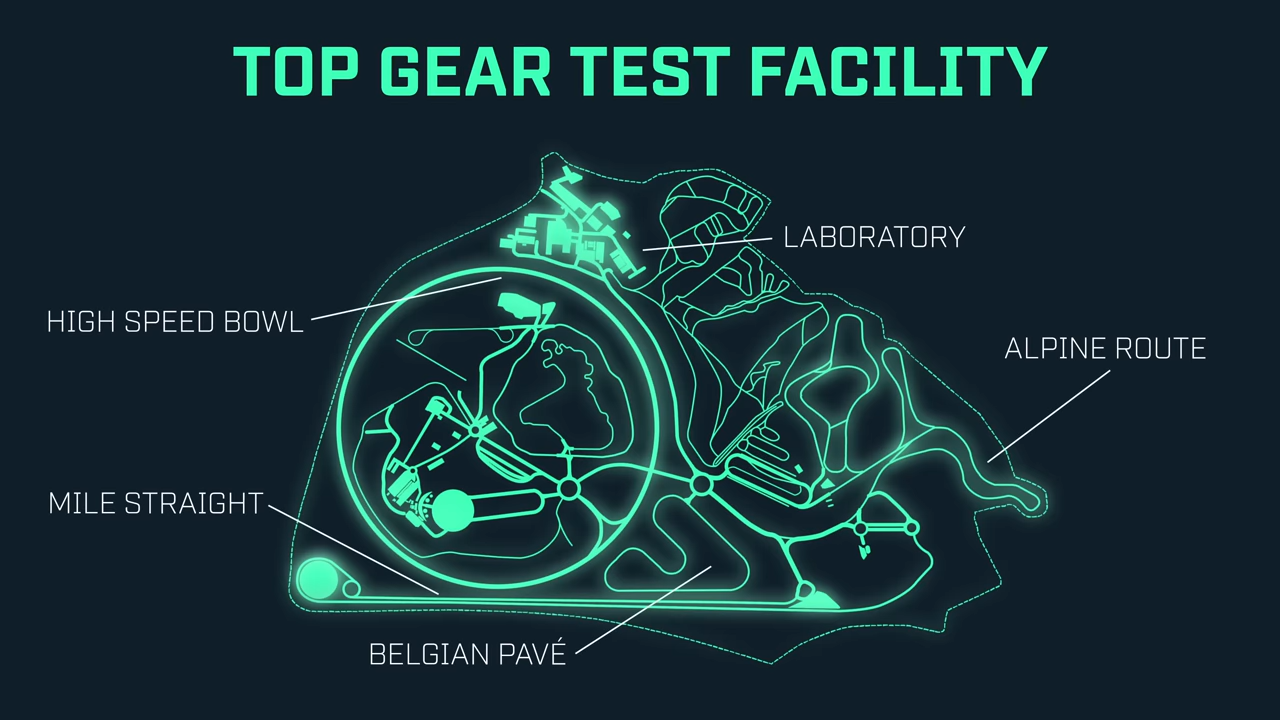 TOP GEAR TEST FACILITY
LABORATORY
HIGH SPEED BOWL
ALPINE ROUTE
MILE STRAIGHT
BELGIAN PAVÉ